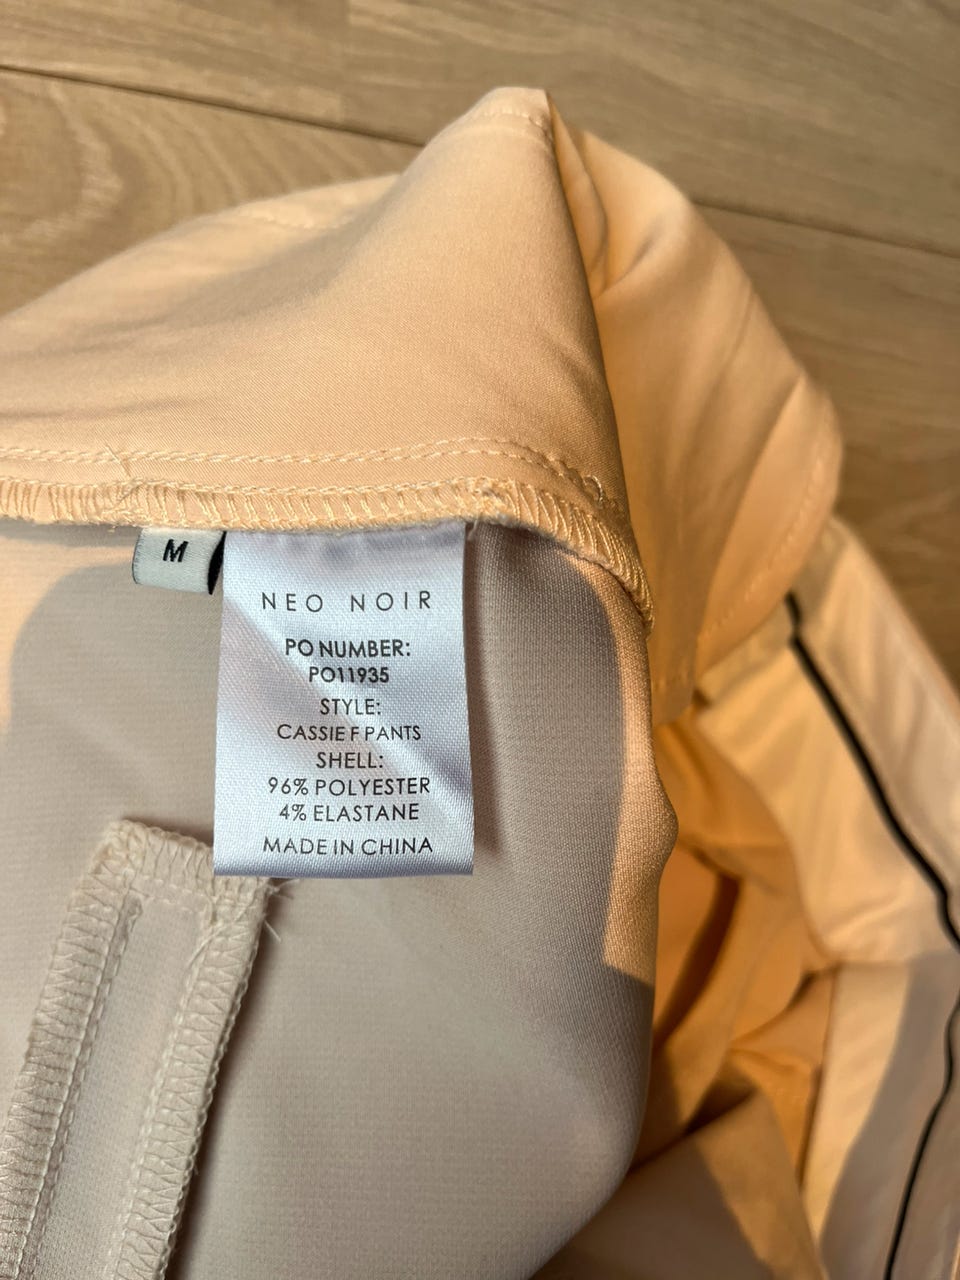 M
NEO NOIR
PO NUMBER:
PO11935
STYLE:
CASSIE F PANTS
SHELL:
96% POLYESTER
4% ELASTANE
MADE IN CHINA